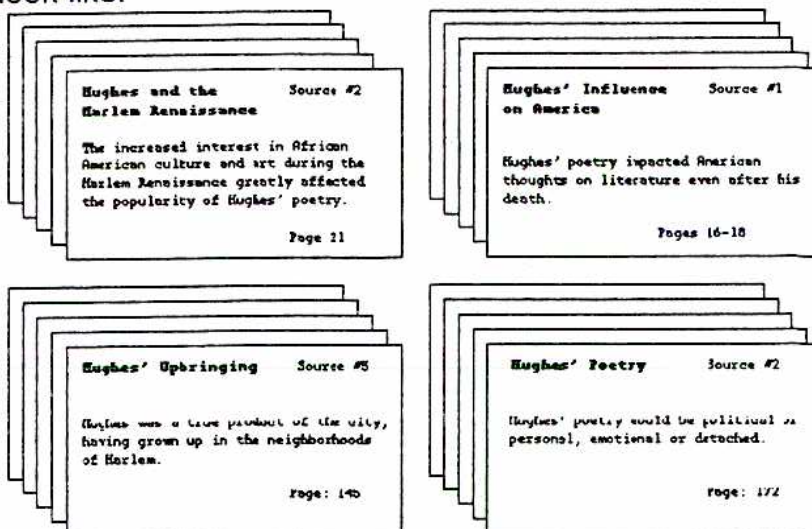 Hughes and the Source #2
Harlem Renaissance
The increased interest in African
American culture and art during the
Harlem Renaissance greatly affected
the popularity of Hughes' poetry.
Page 21
Hughes' Influence Source #1
on America
Hughes' poetry impacted American
thoughts on literature even after his
death.
Pages 16-18
Hughes' Upbringing Source #5
Hughes was a true product of the city,
having grown up in the neighborhoods
of Harlem.
Page: 145
Hughes' Poetry Source #2
Hughes' poetry could be political or
personal, emotional or detached.
Page: 172